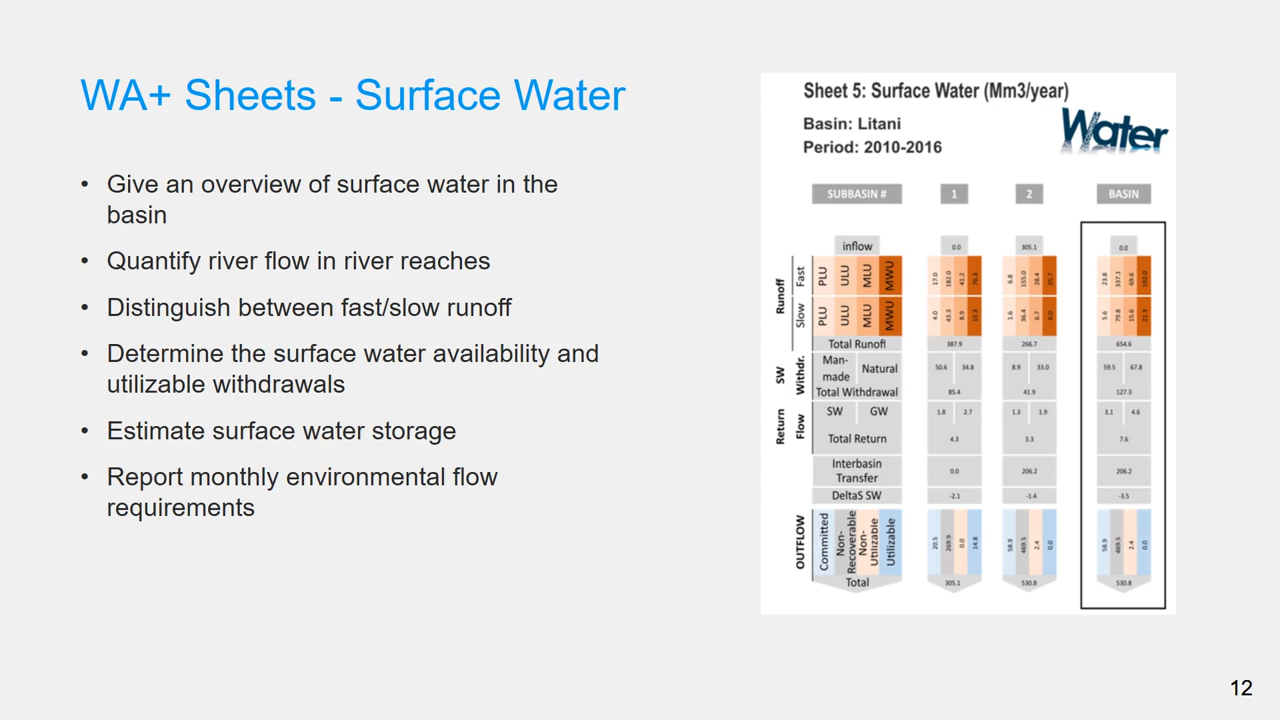 WA+ Sheets - Surface Water
• Give an overview of surface water in the
basin
• Quantify river flow in river reaches
• Distinguish between fast/slow runoff
• Determine the surface water availability and
utilizable withdrawals
• Estimate surface water storage
• Report monthly environmental flow
requirements
Sheet 5: Surface Water (Mm3/year)
Basin: Litani
Period: 2010-2016
Water
SUBBASIN # 1 2 BASIN
inflow 0.0 305.1 0.0
Runoff
Fast PLU ULU MLU MWU 17.0 182.0 41.2 76.3 6.8 155.0 28.4 25.7 23.8 337.1 69.6 102.0
Slow PLU ULU MLU MWU 4.0 43.3 8.9 15.3 1.6 36.4 6.7 6.0 5.6 79.8 15.6 21.3
Total Runoff 387.9 266.7 654.6
SW Withdr.
Man-made Natural 50.6 34.8 8.9 33.0 59.5 67.8
Total Withdrawal 85.4 41.9 127.3
Return Flow
SW GW 1.8 2.7 1.3 1.9 3.1 4.6
Total Return 4.3 3.3 7.6
Interbasin
Transfer 0.0 206.2 206.2
DeltaS SW -2.1 -1.4 -3.5
OUTFLOW
Committed Non-Recoverable Non-Utilizable Utilizable 20.5 269.9 0.0 14.8 58.9 469.5 2.4 0.0 58.9 469.5 2.4 0.0
Total 305.1 530.8 530.8
12